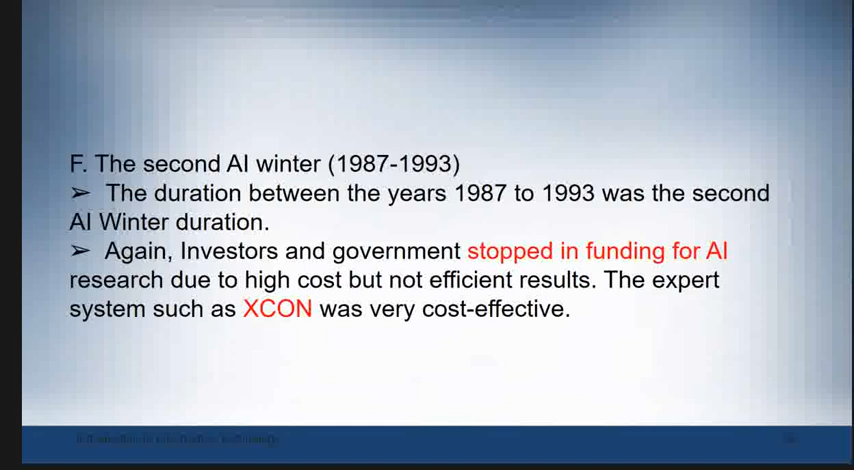 F. The second AI winter (1987-1993)
➢ The duration between the years 1987 to 1993 was the second
AI Winter duration.
➢ Again, Investors and government stopped in funding for AI
research due to high cost but not efficient results. The expert
system such as XCON was very cost-effective.